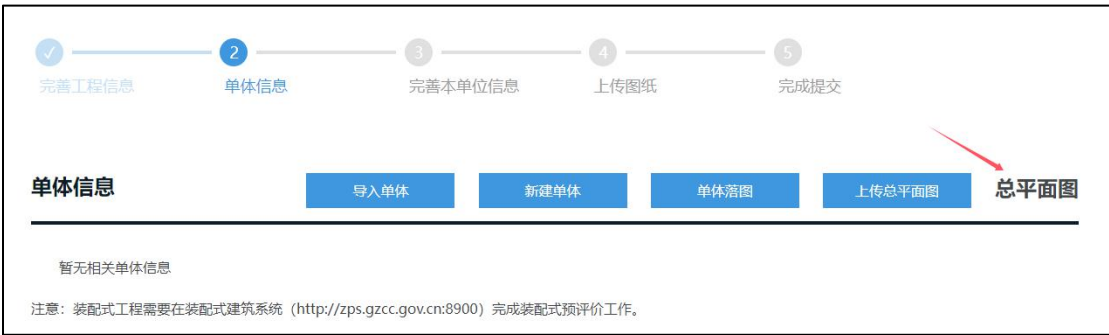 2 3 4 5
完善工程信息 单体信息 完善本单位信息 上传图纸 完成提交
单体信息 导入单体 新建单体 单体落图 上传总平面图 总平面图
暂无相关单体信息
注意：装配式工程需要在装配式建筑系统（http://zps.gzcc.gov.cn:8900）完成装配式预评价工作。